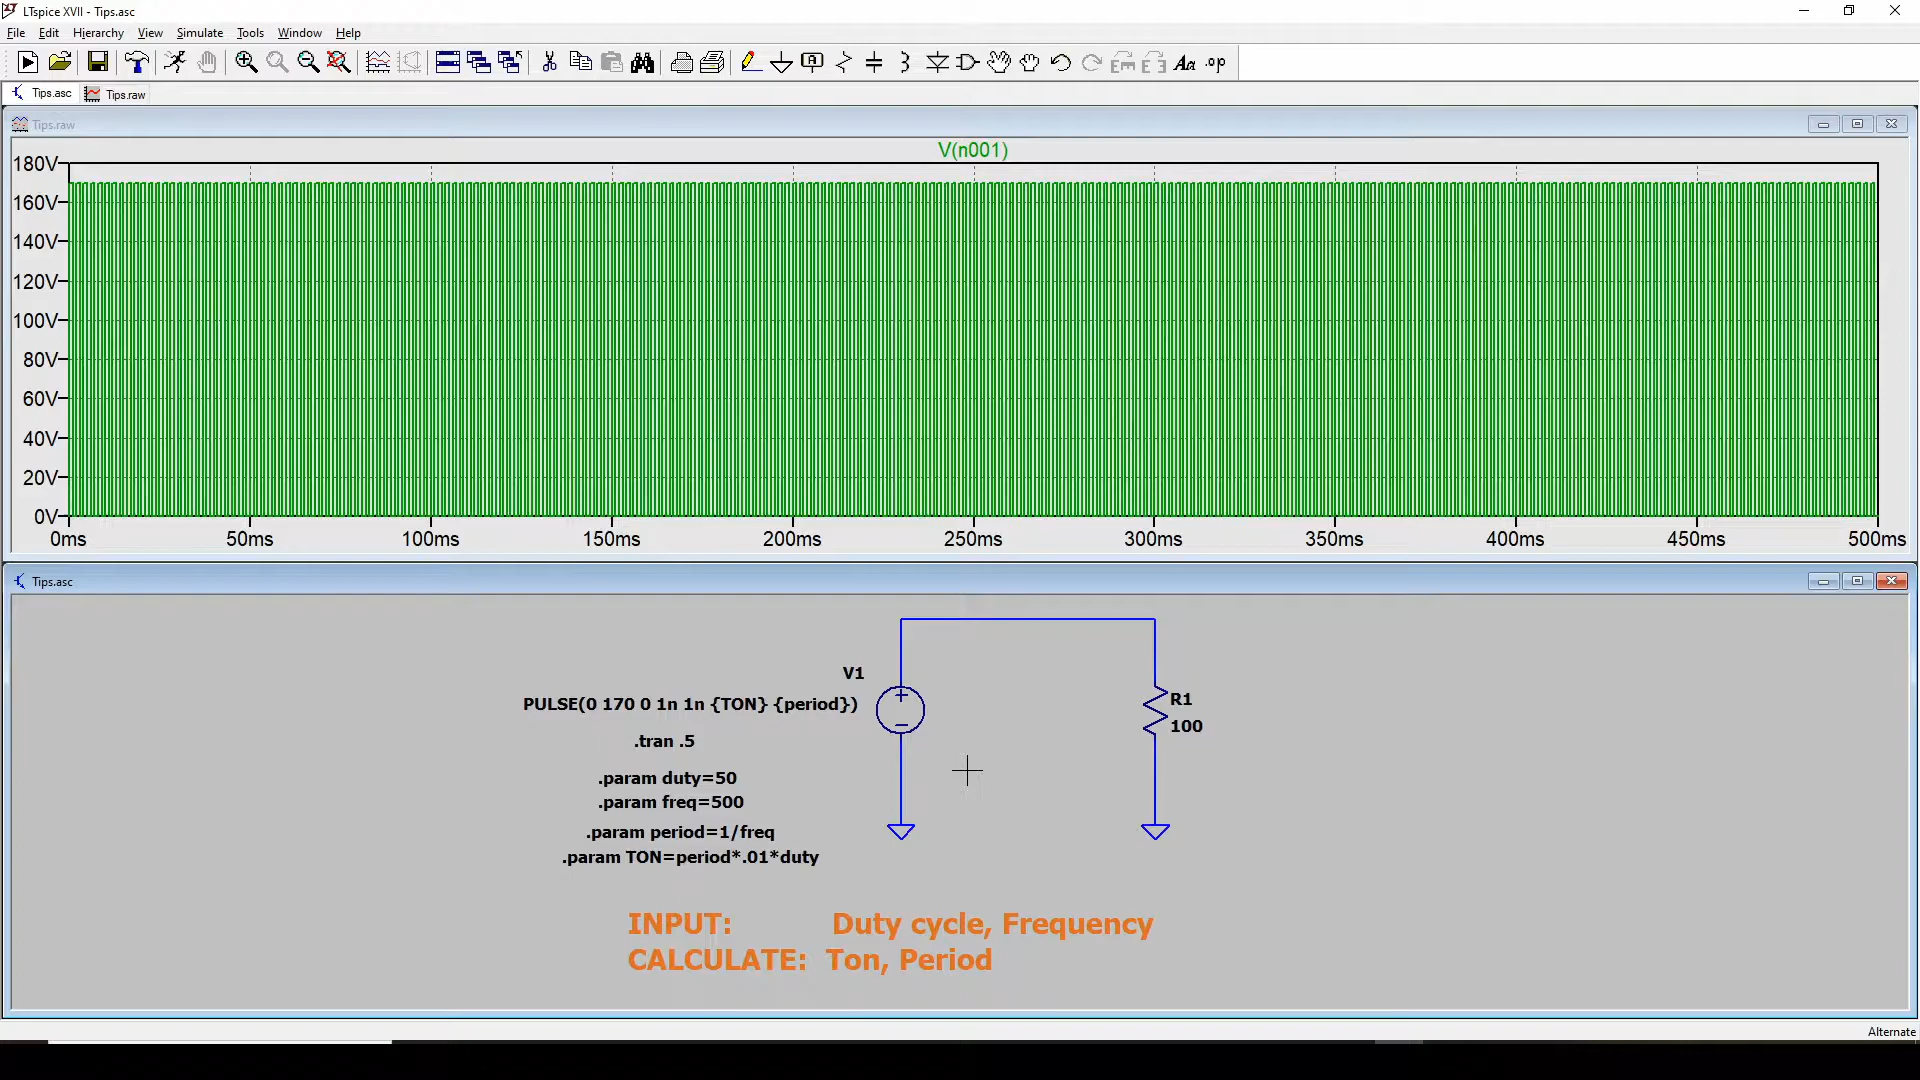 LTspice XVII - Tips.asc
File Edit Hierarchy View Simulate Tools Window Help
Tips.asc Tips.raw
Tips.raw
V(n001)
180V
160V
140V
120V
100V
80V
60V
40V
20V
0V
0ms 50ms 100ms 150ms 200ms 250ms 300ms 350ms 400ms 450ms 500ms
Tips.asc
V1
PULSE(0 170 0 1n 1n {TON} {period})
R1
100
.tran .5
.param duty=50
.param freq=500
.param period=1/freq
.param TON=period*.01*duty
INPUT: Duty cycle, Frequency
CALCULATE: Ton, Period
Alternate